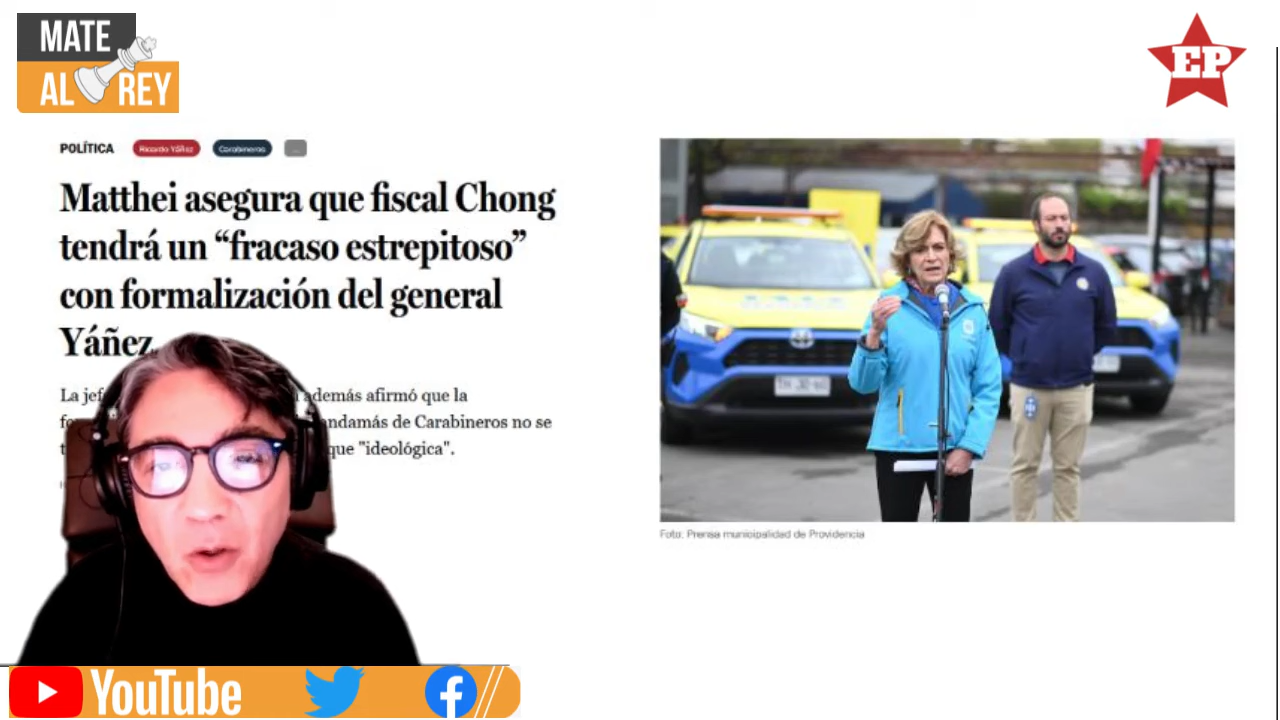 MATE
AL REY
EP
POLÍTICA Ricardo Yáñez Carabineros ...
Matthei asegura que fiscal Chong
tendrá un “fracaso estrepitoso”
con formalización del general
Yáñez
La jef además afirmó que la
andamás de Carabineros no se
que "ideológica".
Foto: Prensa municipalidad de Providencia
YouTube